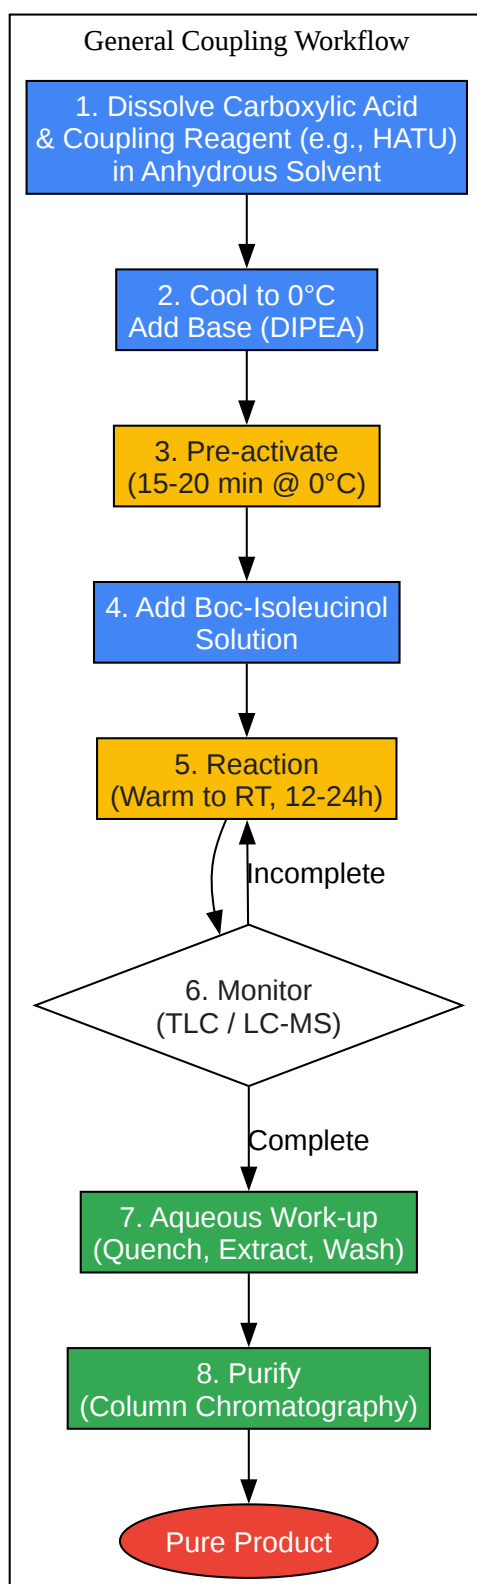 General Coupling Workflow
1. Dissolve Carboxylic Acid
& Coupling Reagent (e.g., HATU)
in Anhydrous Solvent
2. Cool to 0°C
Add Base (DIPEA)
3. Pre-activate
(15-20 min @ 0°C)
4. Add Boc-Isoleucinol
Solution
5. Reaction
(Warm to RT, 12-24h)
Incomplete
6. Monitor
(TLC / LC-MS)
Complete
7. Aqueous Work-up
(Quench, Extract, Wash)
8. Purify
(Column Chromatography)
Pure Product